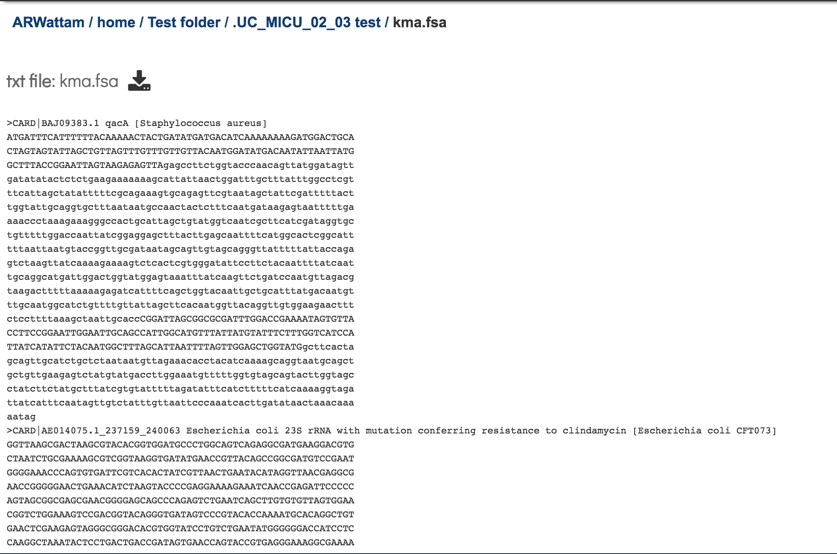 ARWattam / home / Test folder / .UC_MICU_02_03 test / kma.fsa
txt file: kma.fsa
>CARD|BAJ09383.1 qacA [Staphylococcus aureus]
ATGATTTCATTTTTTACAAAAACTACTGATATGATGACATCAAAAAAAAGATGGACTGCA
CTAGTAGTATTAGCTGTTAGTTTGTTTGTTGTTACAATGGATATGACAATATTAATTATG
GCTTTACCGGAATTAGTAAGAGAGTTAgagccttctggtacccaacagttatggatagtt
gatatatactctctgaagaaaaaaagcattattaactggatttgctttatttggcctcgt
ttcattagctatatttttcgcagaaagtgcagagttcgtaatagctattcgatttttact
tggtattgcaggtgctttaataatgccaactactctttcaatgataagagtaatttttga
aaaccctaaagaaagggccactgcattagctgtatggtcaatcgcttcatcgataggtgc
tgtttttggaccaattatcggaggagctttacttgagcaattttcatggcactcggcatt
tttaattaatgtaccggttgcgataatagcagttgtagcagggttatttttattaccaga
gtctaagttatcaaaagaaaagtctcactcgtgggatattccttctacaattttatcaat
tgcaggcatgattggactggtatggagtaaatttatcaagttctgatccaatgttagacg
taagactttttaaaaagagatcattttcagctggtacaattgctgcatttatgacaatgt
ttgcaatggcatctgttttgttattagcttcacaatggttacaggttgtggaagaacttt
ctccttttaaagctaattgcaccCGGATTAGCGGCGCGATTTGGACCGAAAATAGTGTTA
CCTTCCGGAATTGGAATTGCAGCCATTGGCATGTTTATTATGTATTTCTTTGGTCATCCA
TTATCATATTCTACAATGGCTTTAGCATTAATTTTAGTTGGAGCTGGTATGgcttcacta
gcagttgcatctgctctaataatgttagaaacacctacatcaaaagcaggtaatgcagct
gctgttgaagagtctatgtatgaccttggaaatgtttttggtgtagcagtacttggtagc
ctatcttctatgctttatcgtgtatttttagatatttcatctttttcatcaaaaggtaga
tatcatttcaatagttgtctatttgttaattcccaaatcacttgatatactaaacaaa
aatag
>CARD|AE014075.1_237159_240063 Escherichia coli 23S rRNA with mutation conferring resistance to clindamycin [Escherichia coli CFT073]
GGTTAAGCGACTAAGCGTACACGGTGGATGCCCTGGCAGTCAGAGGCGATGAAGGACGTG
CTAATCTGCGAAAAGCGTCGGTAAGGTGATATGAACCGTTACAGCCGGCGATGTCCGAAT
GGGGAAACCCAGTGTGATTCGTCACACTATCGTTAACTGAATACATAGGTTAACGAGGCG
AACCGGGGGAACTGAAACATCTAAGTACCCCGAGGAAAAGAAATCAACCGAGATTCCCCC
AGTAGCGGCGAGCGAACGGGGAGCAGCCCAGAGTCTGAATCAGCTTGTGTGTTAGTGGAA
CGGTCTGGAAAGTCCGACGGTACAGGGTGATAGTCCCGTACACCAAAATGCACAGGCTGT
GAACTCGAAGAGTAGGGCGGGACACGTGGTATCCTGTCTGAATATGGGGGGACCATCCTC
CAAGGCTAAATACTCCTGACTGACCGATAGTGAACCAGTACCGTGAGGGAAAGGCGAAAA